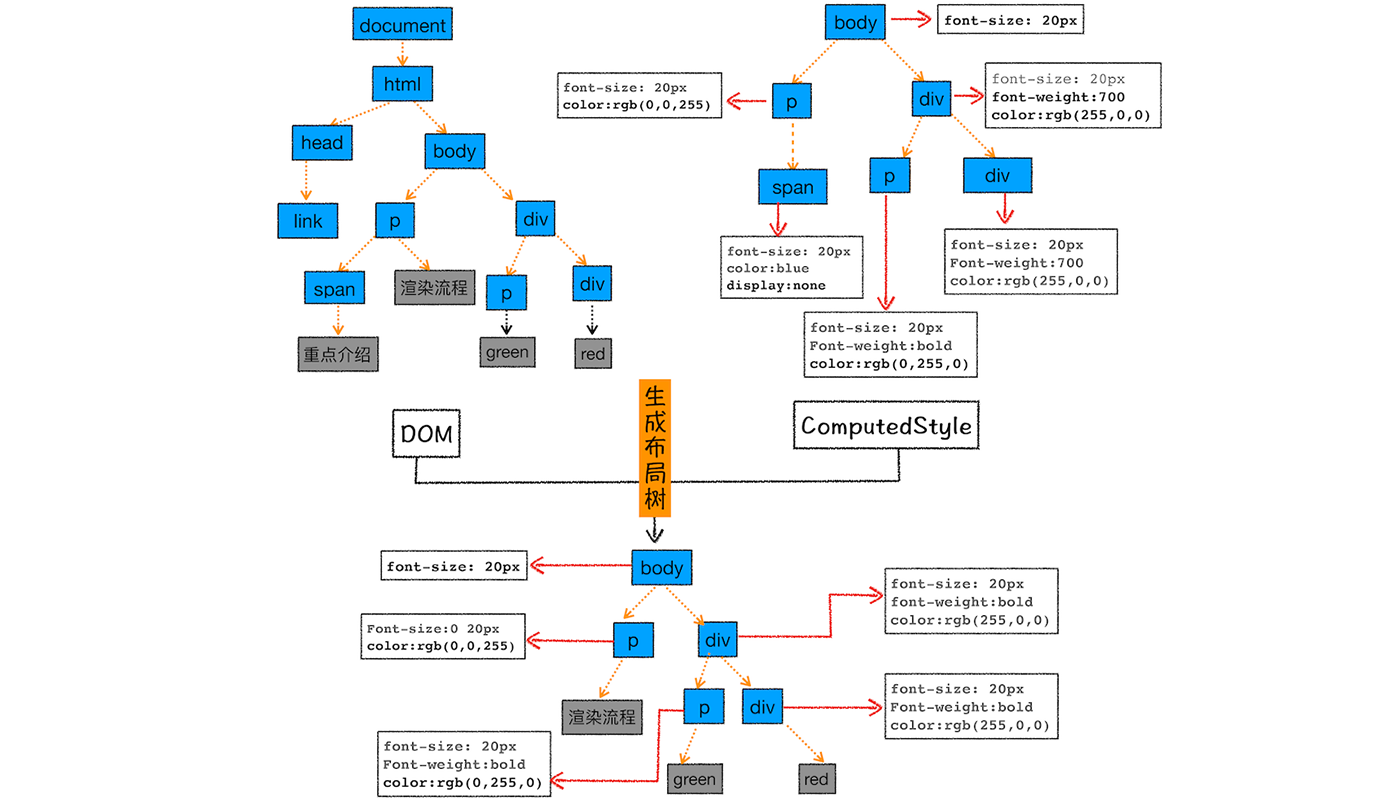 document
html
head
body
link
p
div
span
渲染流程
p
div
重点介绍
green
red
body
font-size: 20px
font-size: 20px
color:rgb(0,0,255)
p
div
font-size: 20px
font-weight:700
color:rgb(255,0,0)
span
p
div
font-size: 20px
color:blue
display:none
font-size: 20px
Font-weight:700
color:rgb(255,0,0)
font-size: 20px
Font-weight:bold
color:rgb(0,255,0)
DOM
生成布局树
ComputedStyle
font-size: 20px
body
font-size: 20px
font-weight:bold
color:rgb(255,0,0)
Font-size:0 20px
color:rgb(0,0,255)
p
div
渲染流程
p
div
font-size: 20px
Font-weight:bold
color:rgb(255,0,0)
font-size: 20px
Font-weight:bold
color:rgb(0,255,0)
green
red